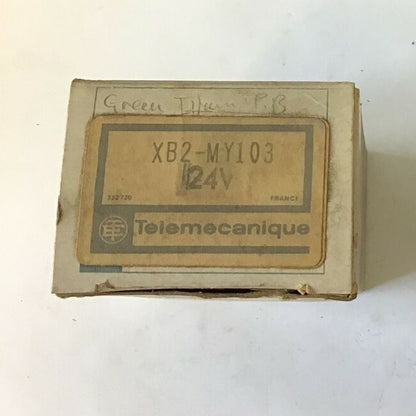 Green Illum P.B
XB2-MY103
24V
FRANCE
Telemecanique